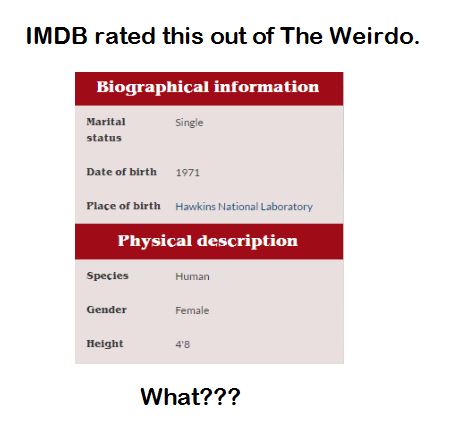 IMDB rated this out of The Weirdo.
Biographical information
Marital status Single
Date of birth 1971
Place of birth Hawkins National Laboratory
Physical description
Species Human
Gender Female
Height 4'8
What???